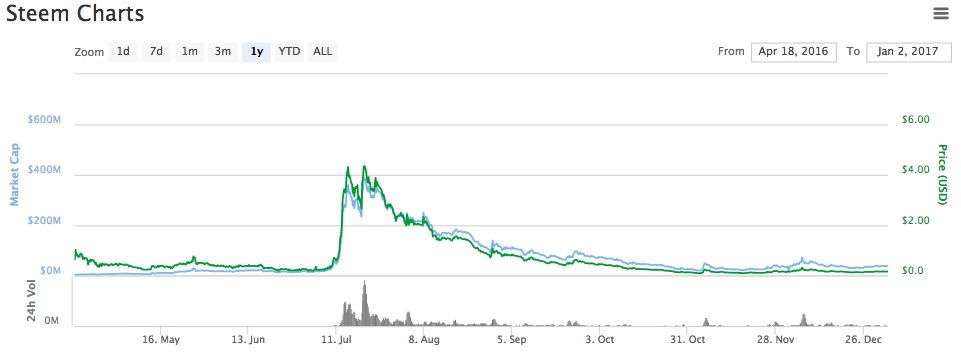 Steem Charts
Zoom 1d 7d 1m 3m 1y YTD ALL From Apr 18, 2016 To Jan 2, 2017
$600M $6.00
$400M $4.00
$200M $2.00
$0M $0.0
Market Cap
Price (USD)
24h Vol
0M
16. May 13. Jun 11. Jul 8. Aug 5. Sep 3. Oct 31. Oct 28. Nov 26. Dec